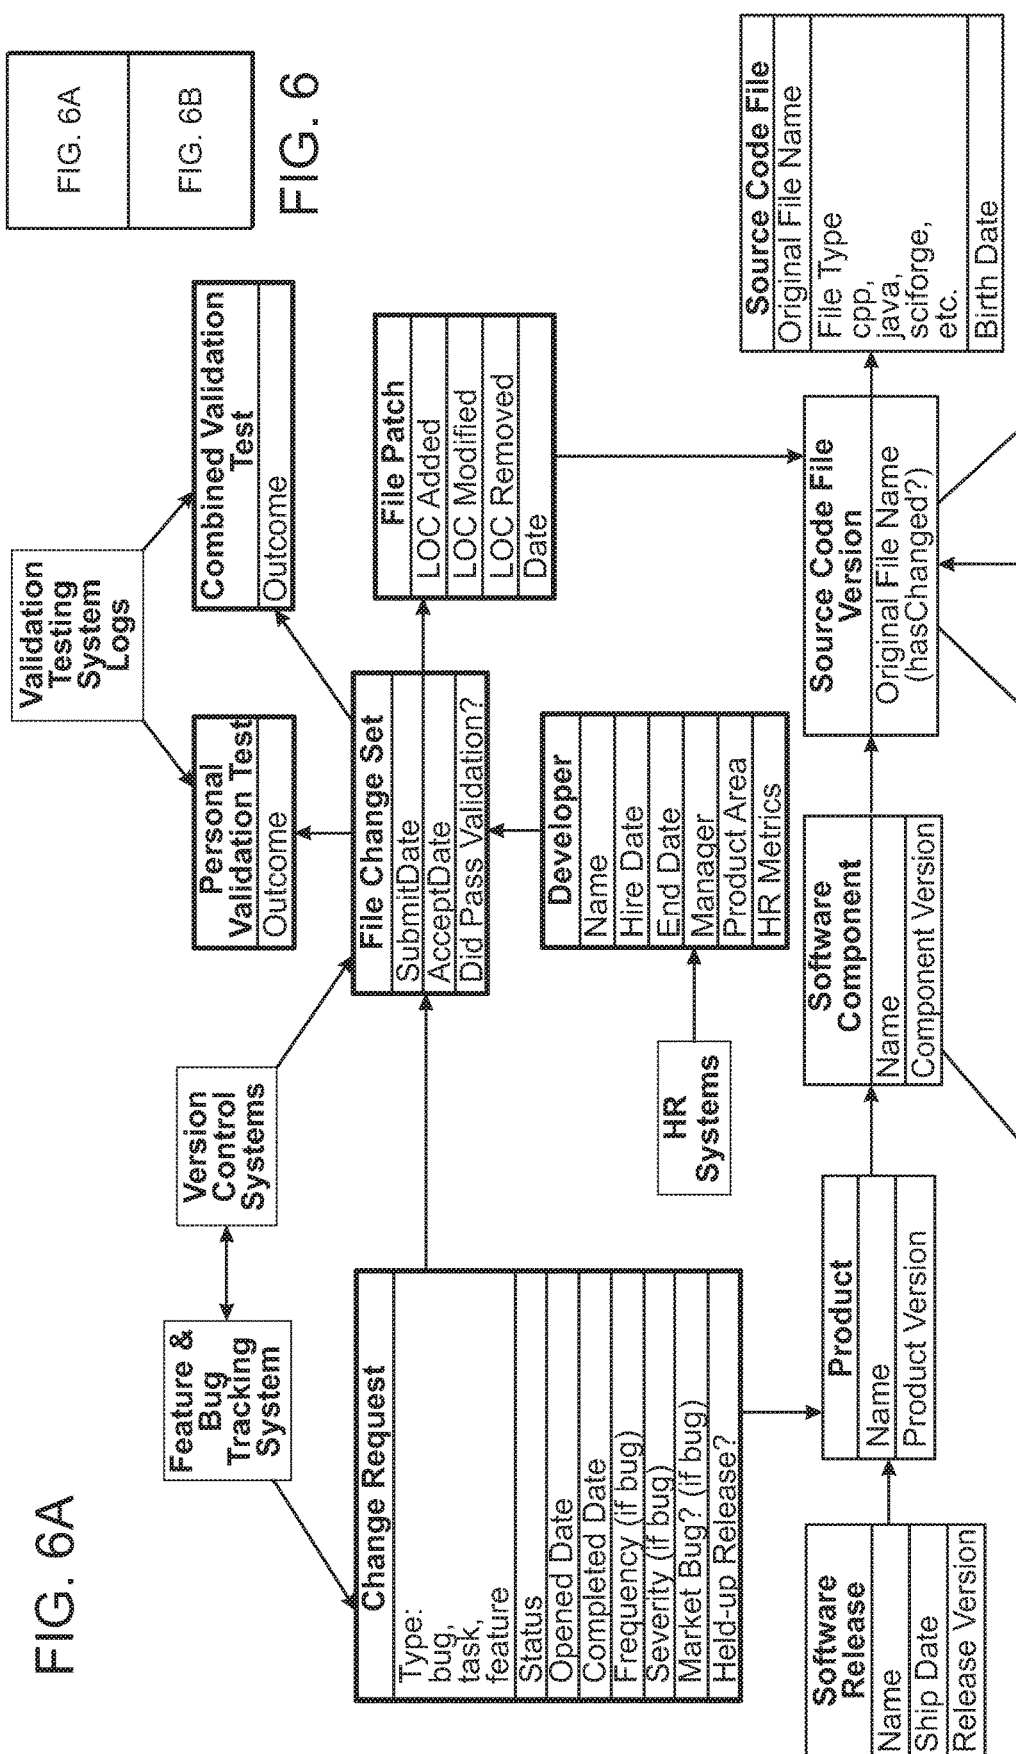 FIG. 6A
FIG. 6A
FIG. 6B
FIG. 6
Feature &
Bug
Tracking
System
Version
Control
Systems
Validation
Testing
System
Logs
Personal
Validation Test
Outcome
Combined Validation
Test
Outcome
Change Request
Type:
bug,
task,
feature
Status
Opened Date
Completed Date
Frequency (if bug)
Severity (if bug)
Market Bug? (if bug)
Held-up Release?
File Change Set
SubmitDate
AcceptDate
Did Pass Validation?
File Patch
LOC Added
LOC Modified
LOC Removed
Date
HR
Systems
Developer
Name
Hire Date
End Date
Manager
Product Area
HR Metrics
Software
Release
Name
Ship Date
Release Version
Product
Name
Product Version
Software
Component
Name
Component Version
Source Code File
Version
Original File Name
(hasChanged?)
Source Code File
Original File Name
File Type
cpp,
java,
sciforge,
etc.
Birth Date